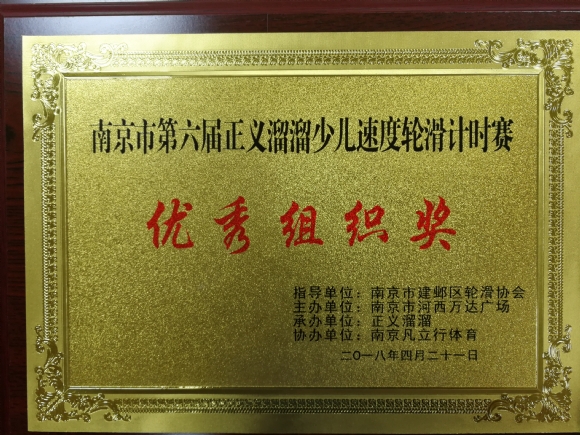 南京市第六届正义溜溜少儿速度轮滑计时赛
优秀组织奖
指导单位：南京市建邺区轮滑协会
主办单位：南京市河西万达广场
承办单位：正义溜溜
协办单位：南京凡立行体育
二〇一八年四月二十一日